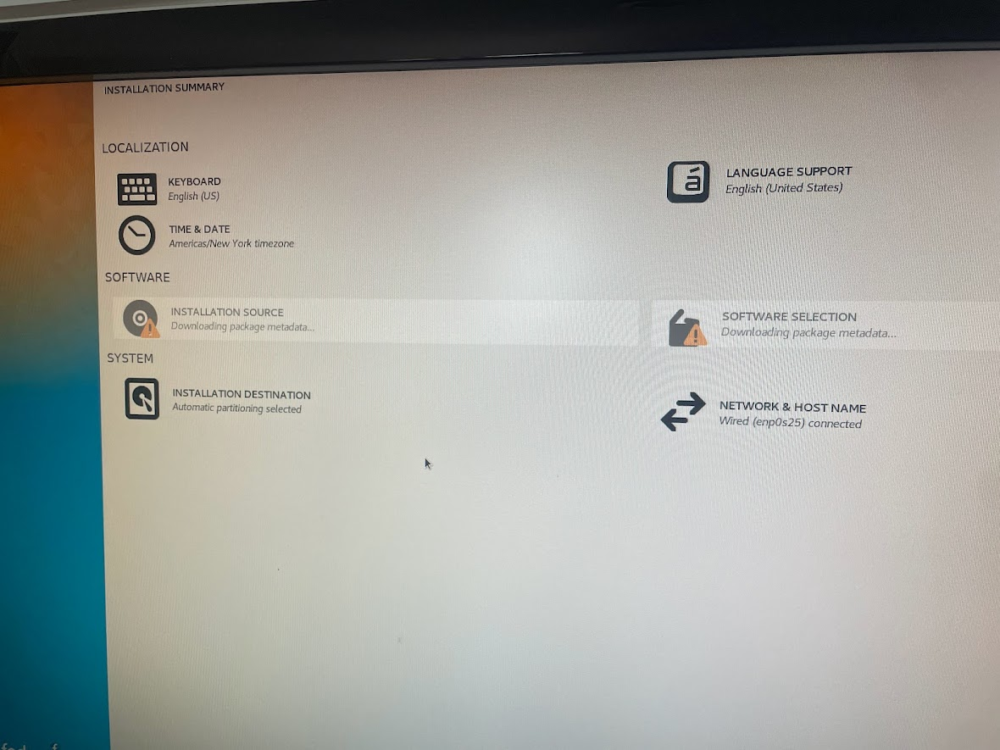 INSTALLATION SUMMARY
LOCALIZATION
KEYBOARD
English (US)
LANGUAGE SUPPORT
English (United States)
TIME & DATE
Americas/New York timezone
SOFTWARE
INSTALLATION SOURCE
Downloading package metadata...
SOFTWARE SELECTION
Downloading package metadata...
SYSTEM
INSTALLATION DESTINATION
Automatic partitioning selected
NETWORK & HOST NAME
Wired (enp0s25) connected